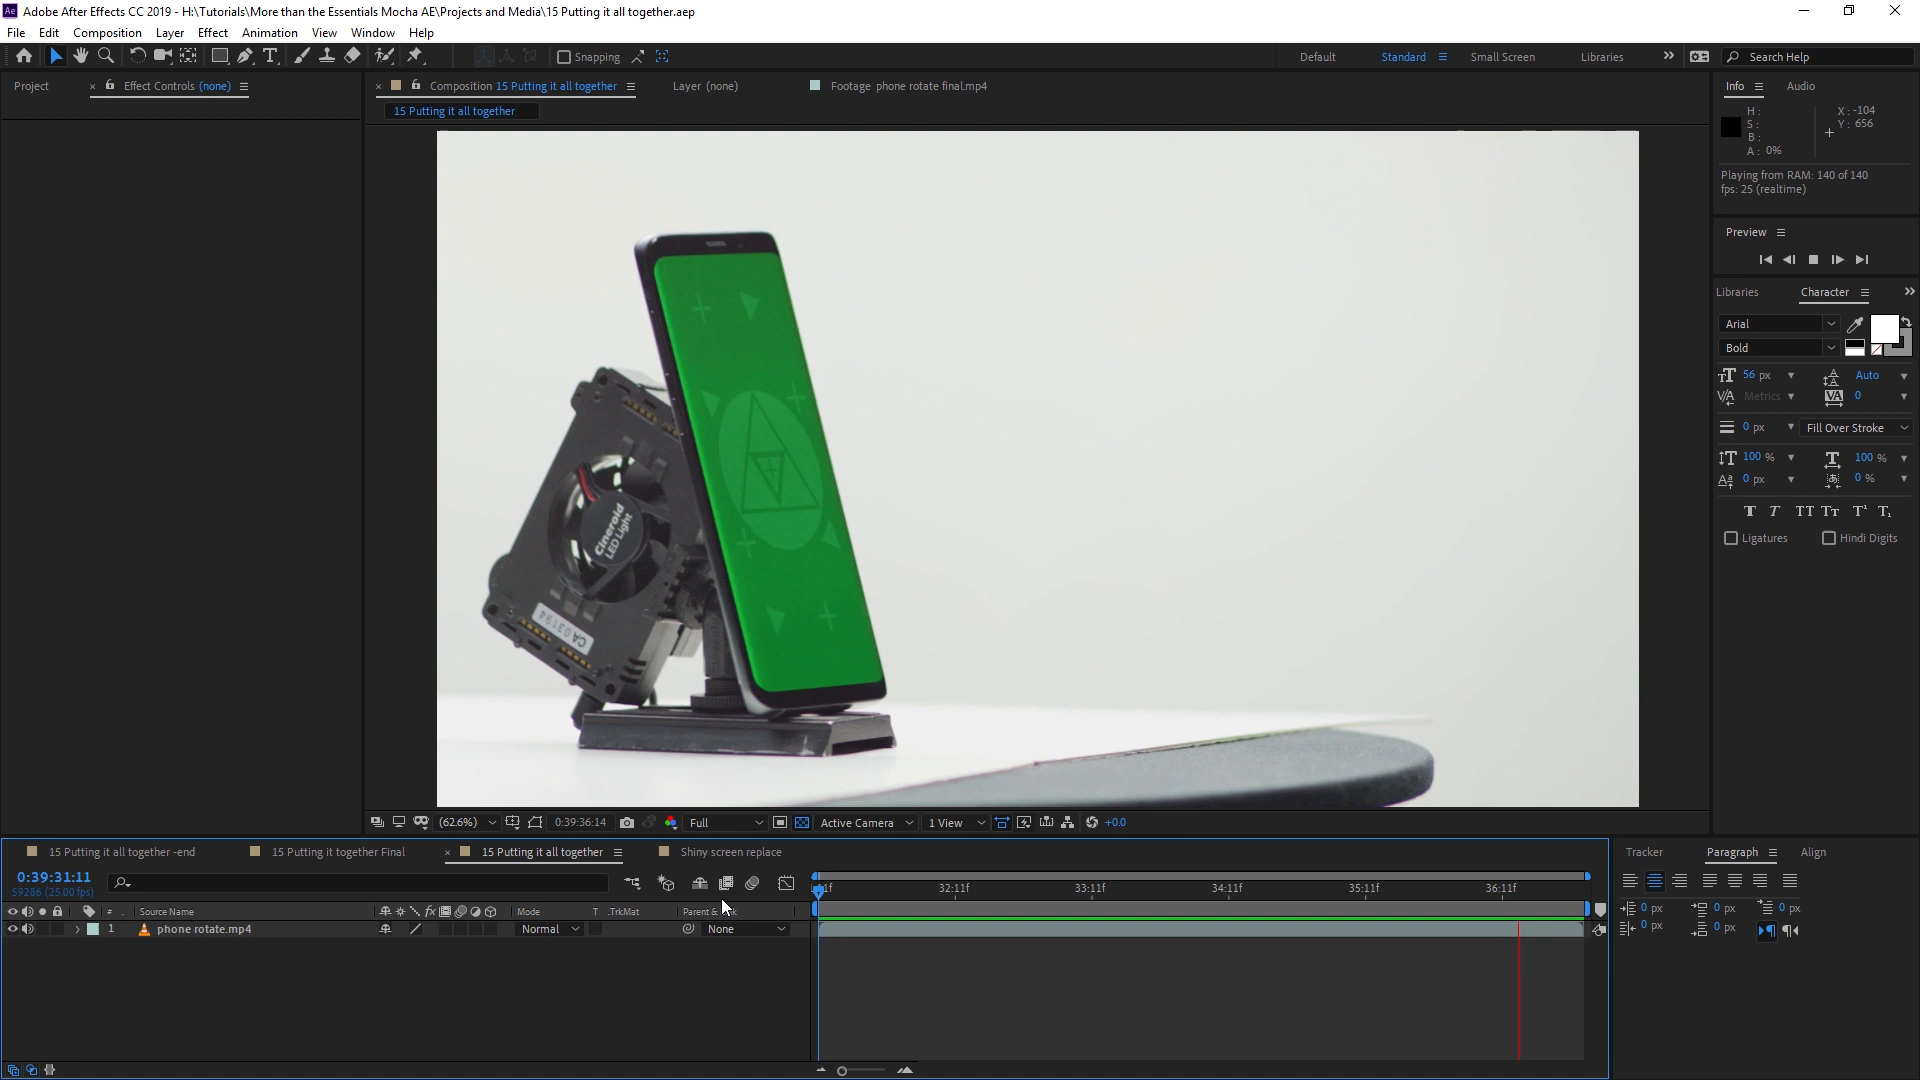 Ae Adobe After Effects CC 2019 - H:\Tutorials\More than the Essentials Mocha AE\Projects and Media\15 Putting it all together.aep
File Edit Composition Layer Effect Animation View Window Help
Snapping Default Standard Small Screen Libraries Search Help
Project Effect Controls (none) Composition 15 Putting it all together Layer (none) Footage phone rotate final.mp4
15 Putting it all together
Info Audio
H:
S:
B:
A: 0%
X: -104
Y: 656
Playing from RAM: 140 of 140
fps: 25 (realtime)
Preview
Libraries Character
Arial
Bold
56 px Auto
Metrics 0
0 px Fill Over Stroke
100 % 100 %
0 px 0 %
Ligatures Hindi Digits
Cineroid
LED Light
CA03194
(62.6%) 0:39:36:14 Full Active Camera 1 View +0.0
15 Putting it all together -end 15 Putting it together Final 15 Putting it all together Shiny screen replace
0:39:31:11
59286 (25.00 fps)
32:11f 33:11f 34:11f 35:11f 36:11f
# Source Name Mode T .TrkMat Parent &
1 phone rotate.mp4 Normal None
Tracker Paragraph Align
0 px 0 px 0 px
0 px 0 px